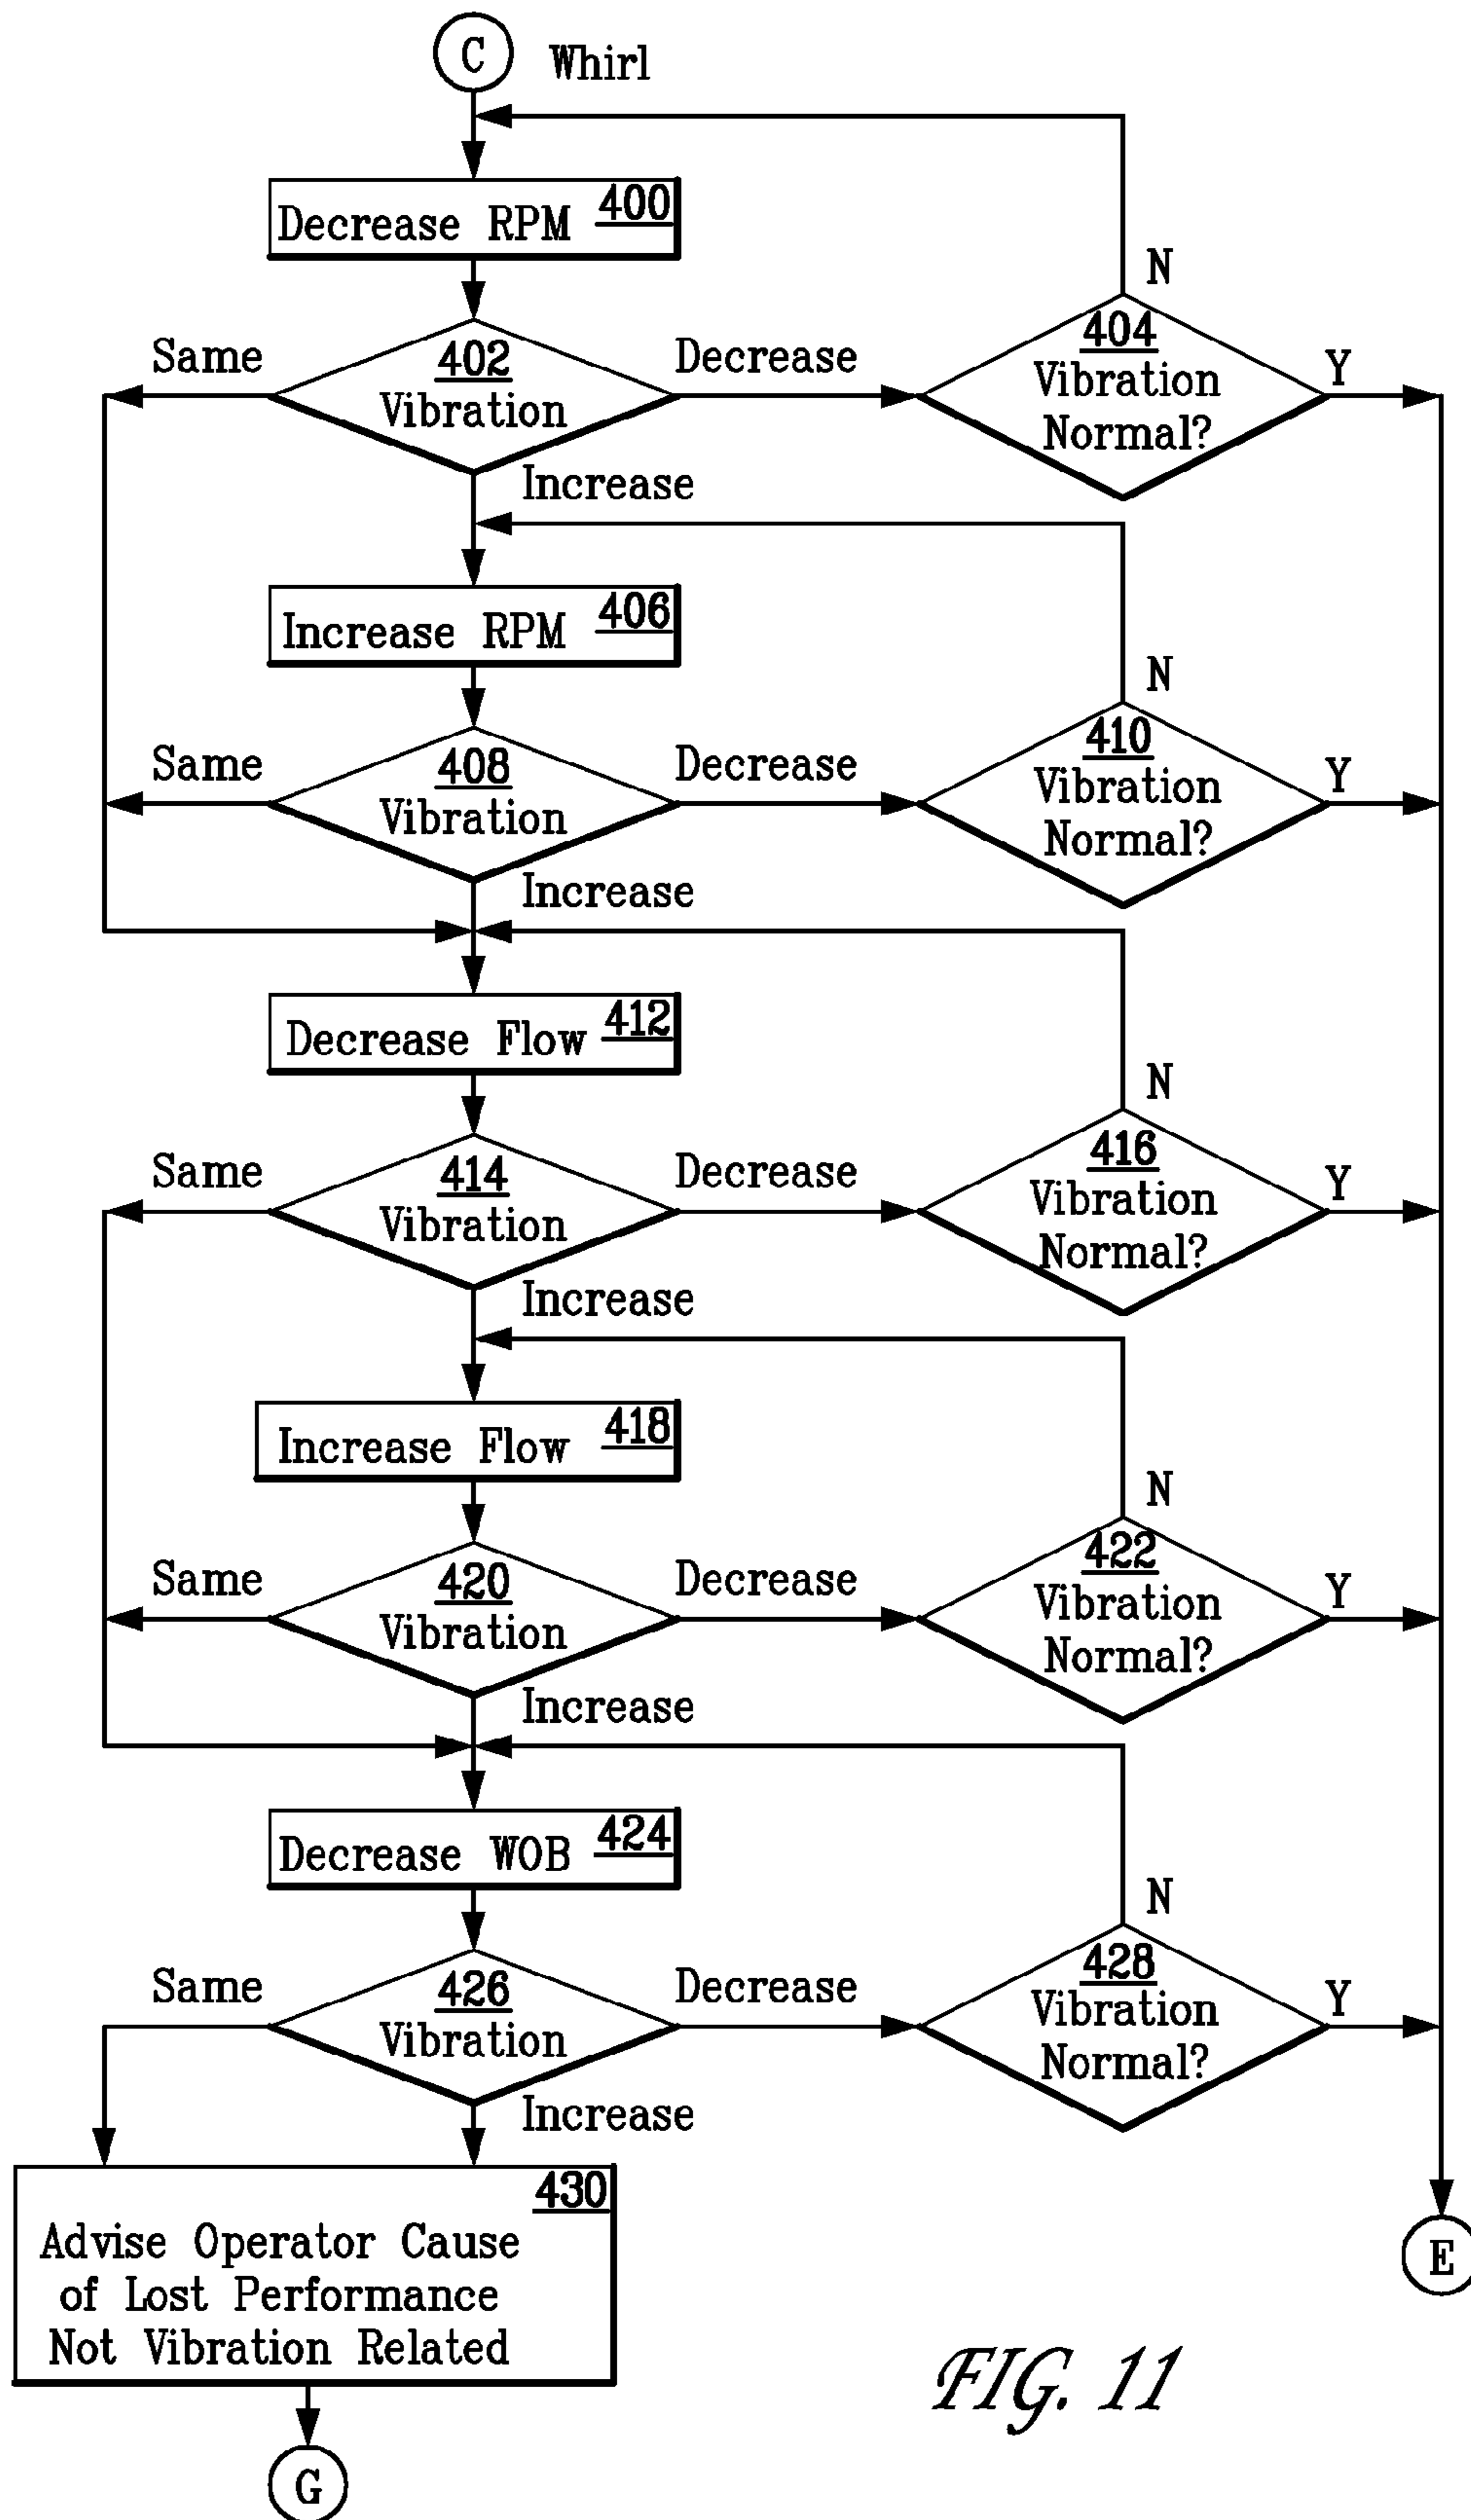 C Whirl
Decrease RPM 400
N
Same
402
Vibration
Decrease
404
Vibration
Normal?
Y
Increase
Increase RPM 406
N
Same
408
Vibration
Decrease
410
Vibration
Normal?
Y
Increase
Decrease Flow 412
N
Same
414
Vibration
Decrease
416
Vibration
Normal?
Y
Increase
Increase Flow 418
N
Same
420
Vibration
Decrease
422
Vibration
Normal?
Y
Increase
Decrease WOB 424
N
Same
426
Vibration
Decrease
428
Vibration
Normal?
Y
Increase
430
Advise Operator Cause
of Lost Performance
Not Vibration Related
E
FIG. 11
G